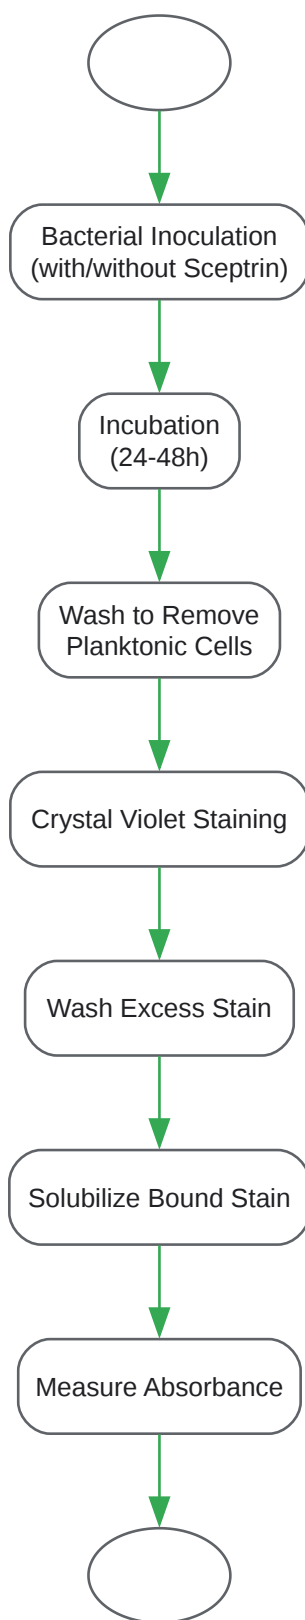 Bacterial Inoculation
(with/without Sceptrin)
Incubation
(24-48h)
Wash to Remove
Planktonic Cells
Crystal Violet Staining
Wash Excess Stain
Solubilize Bound Stain
Measure Absorbance